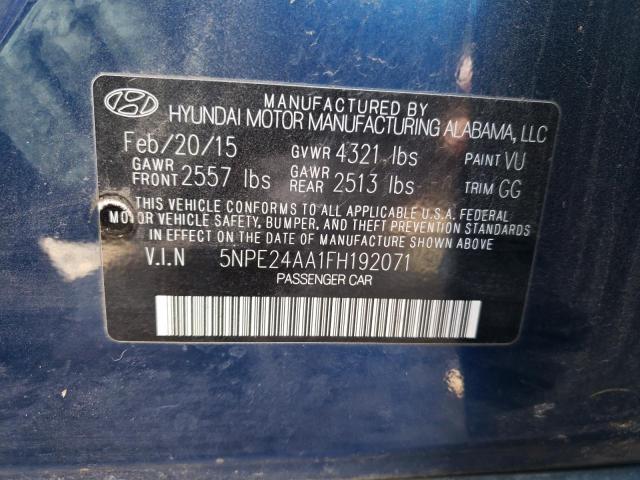 MANUFACTURED BY
HYUNDAI MOTOR MANUFACTURING ALABAMA, LLC
Feb/20/15 GVWR 4321 lbs PAINT VU
GAWR FRONT 2557 lbs GAWR REAR 2513 lbs TRIM GG
THIS VEHICLE CONFORMS TO ALL APPLICABLE U.S.A. FEDERAL
MOTOR VEHICLE SAFETY, BUMPER, AND THEFT PREVENTION STANDARDS
IN EFFECT ON THE DATE OF MANUFACTURE SHOWN ABOVE
V.I.N 5NPE24AA1FH192071
PASSENGER CAR